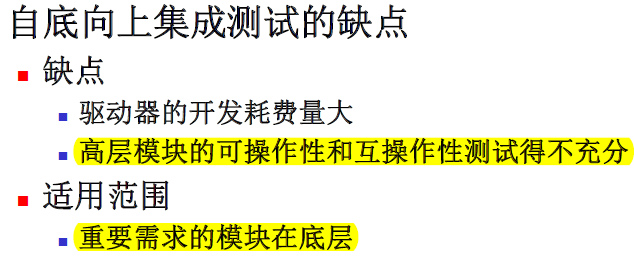 自底向上集成测试的缺点
缺点
驱动器的开发耗费量大
高层模块的可操作性和互操作性测试得不充分
适用范围
重要需求的模块在底层